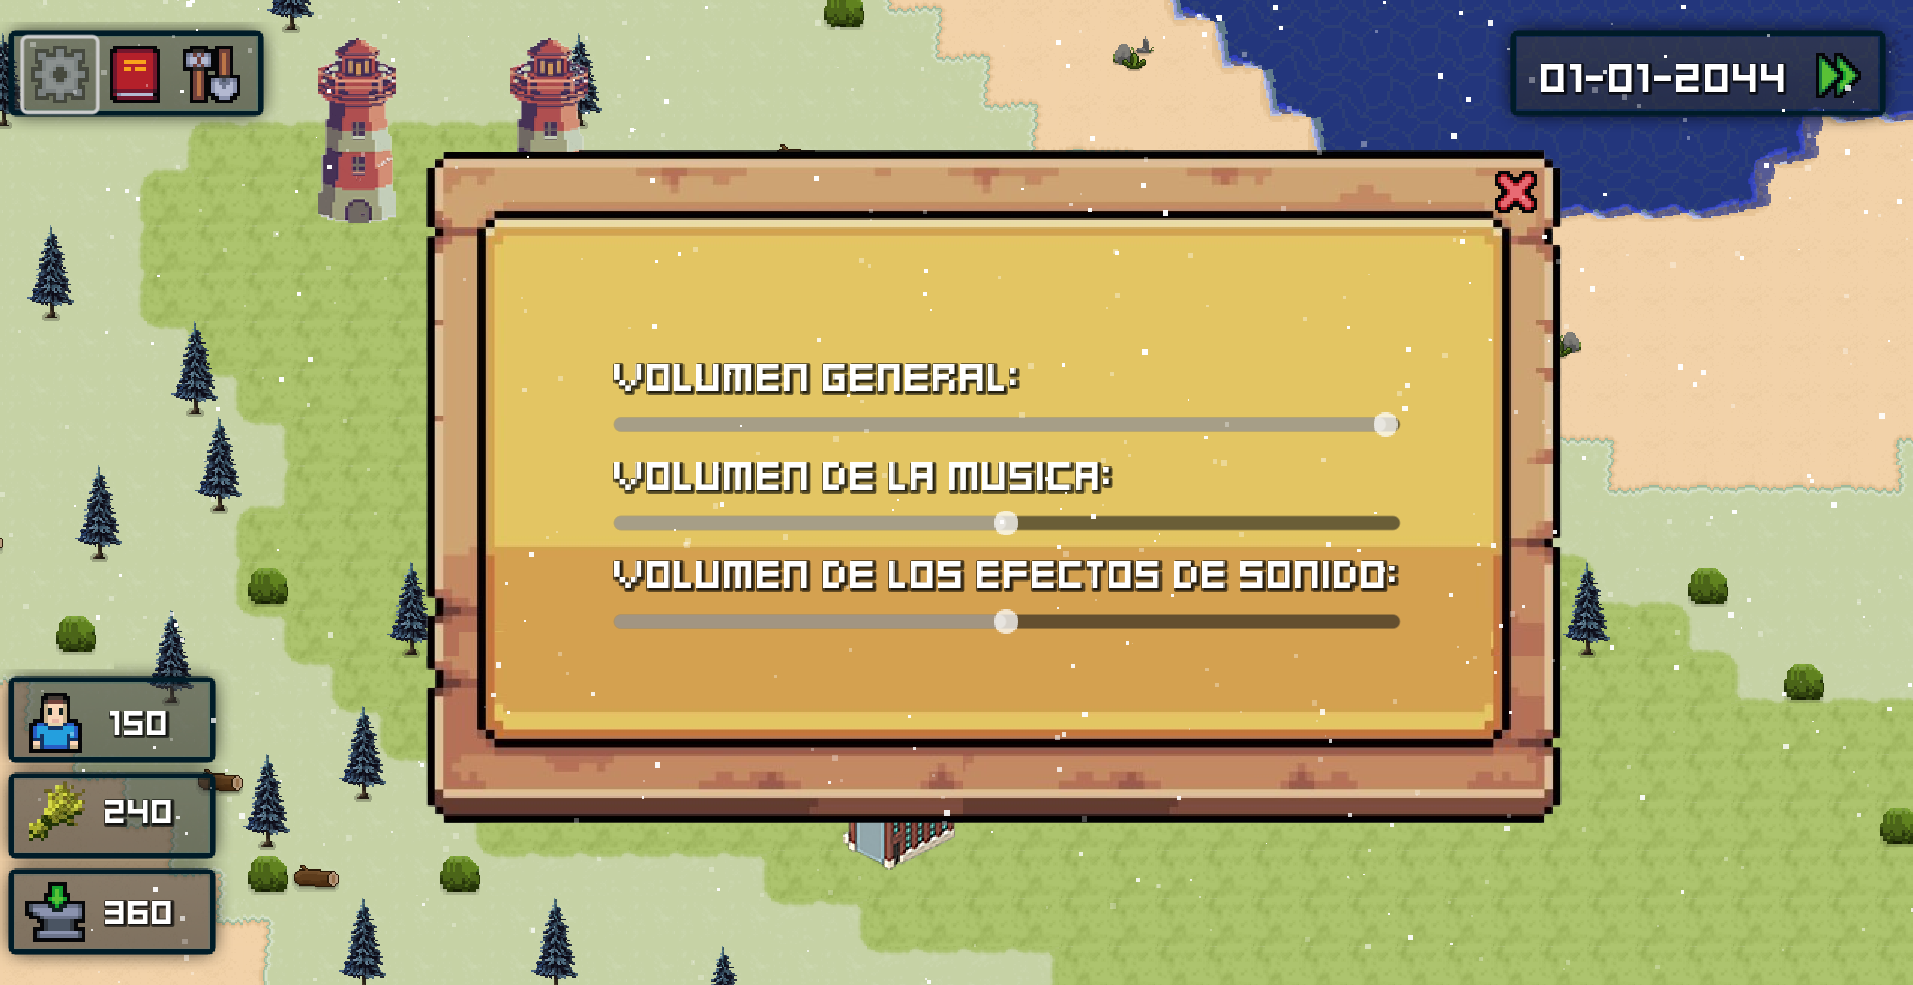 01-01-2044
VOLUMEN GENERAL:
VOLUMEN DE LA MUSICA:
VOLUMEN DE LOS EFECTOS DE SONIDO:
150
240
360